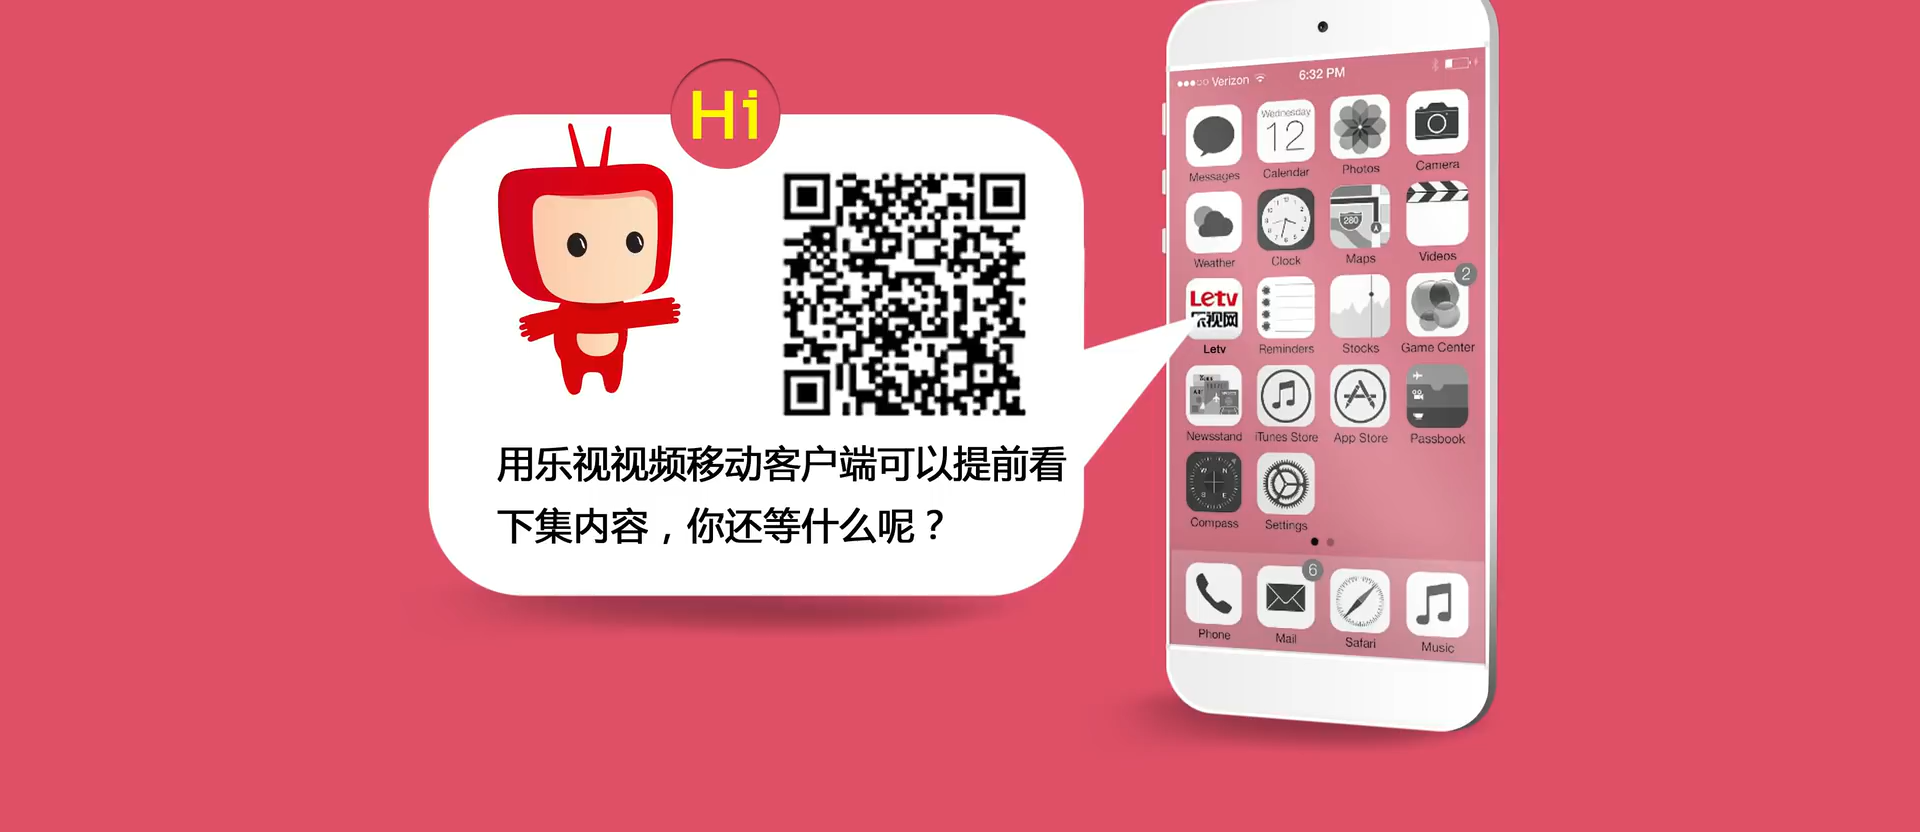 Hi
用乐视视频移动客户端可以提前看
下集内容，你还等什么呢？
Verizon 6:32 PM
Wednesday
12
Messages Calendar Photos Camera
280
Weather Clock Maps Videos
2
Letv
乐视网
Letv Reminders Stocks Game Center
Newsstand iTunes Store App Store Passbook
Compass Settings
6
Phone Mail Safari Music